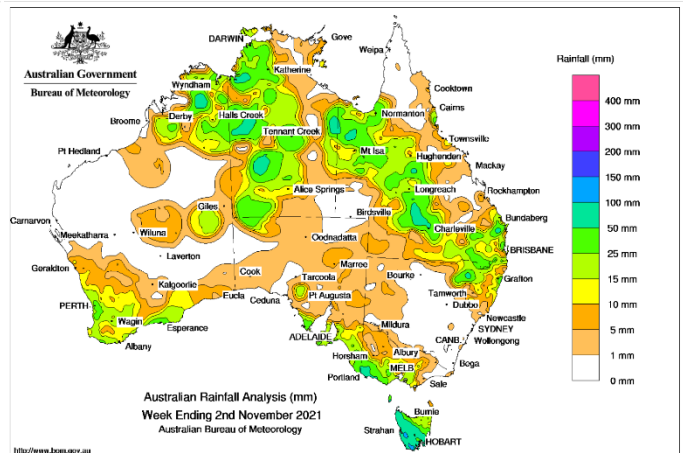 Australian Government
Bureau of Meteorology
DARWIN
Gove
Weipa
Katherine
Wyndham
Cooktown
Cairns
Derby
Halls Creek
Normanton
Broome
Tennant Creek
Townsville
Pt Hedland
Mt Isa
Hughenden
Mackay
Alice Springs
Longreach
Rockhampton
Carnarvon
Giles
Birdsville
Bundaberg
Meekatharra
Wiluna
Charleville
Oodnadatta
BRISBANE
Laverton
Marree
Geraldton
Cook
Tarcoola
Bourke
Grafton
Kalgoorlie
Eucla
Ceduna
Pt Augusta
Tamworth
Dubbo
PERTH
Wagin
Esperance
Mildura
Newcastle
SYDNEY
ADELAIDE
CANB.
Wollongong
Albany
Horsham
Albury
Bega
Portland
MELB
Sale
Burnie
Strahan
HOBART
Rainfall (mm)
400 mm
300 mm
200 mm
150 mm
100 mm
50 mm
25 mm
15 mm
10 mm
5 mm
1 mm
0 mm
Australian Rainfall Analysis (mm)
Week Ending 2nd November 2021
Australian Bureau of Meteorology
http://www.bom.gov.au